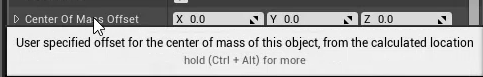 Center Of Mass Offset X 0.0 Y 0.0 Z 0.0
User specified offset for the center of mass of this object, from the calculated location
hold (Ctrl + Alt) for more